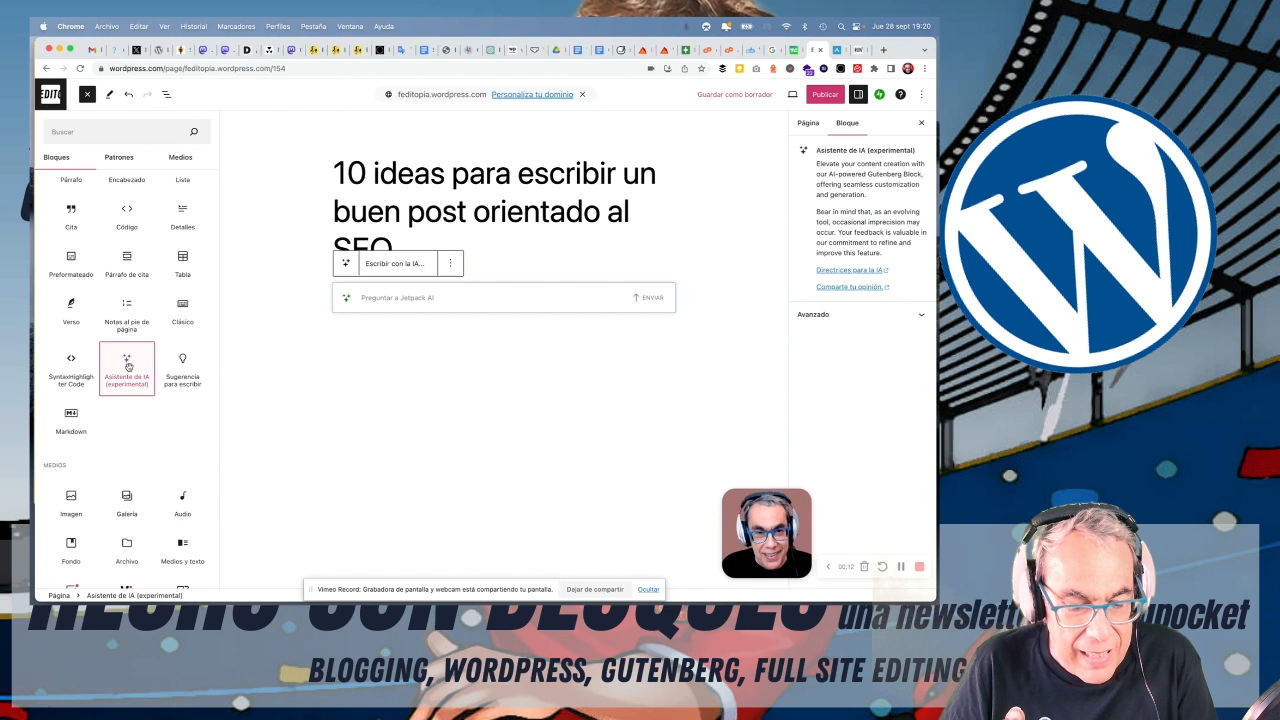 Chrome Archivo Editar Ver Historial Marcadores Perfiles Pestaña Ventana Ayuda
Jue 28 sept 19:20
wordpress.com/page/feditopia.wordpress.com/154
feditopia.wordpress.com Personaliza tu dominio
Guardar como borrador
Publicar
Buscar
Bloques Patrones Medios
Párrafo Encabezado Lista
Cita Código Detalles
Preformateado Párrafo de cita Tabla
Verso Notas al pie de página Clásico
SyntaxHighlighter Code Asistente de IA (experimental) Sugerencia para escribir
Markdown
MEDIOS
Imagen Galería Audio
Fondo Archivo Medios y texto
Página > Asistente de IA (experimental)
10 ideas para escribir un
buen post orientado al
SEO
Escribir con la IA...
Preguntar a Jetpack AI
ENVIAR
Página Bloque
Asistente de IA (experimental)
Elevate your content creation with
our AI-powered Gutenberg Block,
offering seamless customization
and generation.
Bear in mind that, as an evolving
tool, occasional imprecision may
occur. Your feedback is valuable in
our commitment to refine and
improve this feature.
Directrices para la IA
Comparte tu opinión.
Avanzado
00:12
Vimeo Record: Grabadora de pantalla y webcam está compartiendo tu pantalla.
Dejar de compartir
Ocultar
HECHO CON BLOQUES una newslett
pocket
BLOGGING, WORDPRESS, GUTENBERG, FULL SITE EDITING